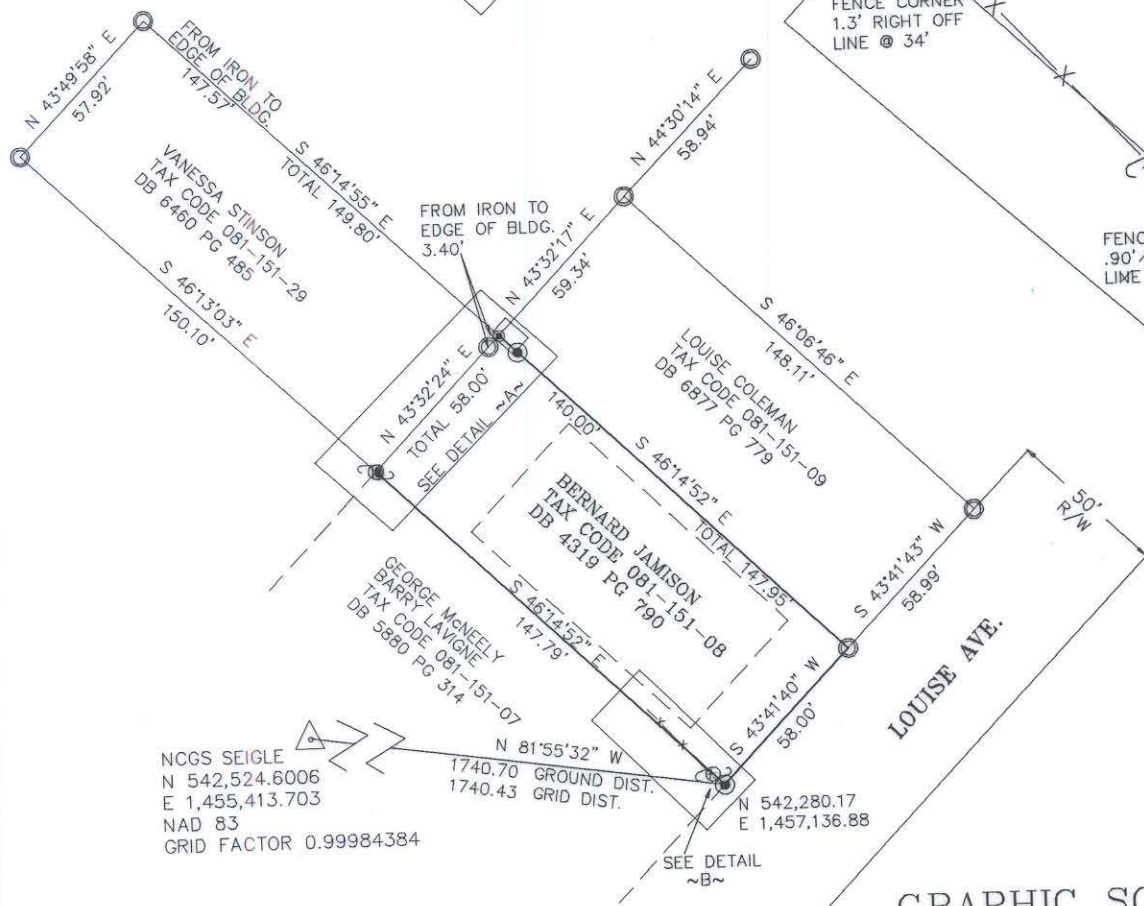 FENCE CORNER
1.3' RIGHT OFF
LINE @ 34'
FROM IRON TO
EDGE OF BLDG.
147.57'
N 43°49'58" E
57.92'
S 46°14'55" E
TOTAL 149.80'
VANESSA STINSON
TAX CODE 081-151-29
DB 6460 PG 485
S 46°13'03" E
150.10'
FROM IRON TO
EDGE OF BLDG.
3.40'
N 44°30'14" E
58.94'
N 43°32'17" E
59.34'
.90'
LINE
S 46°06'46" E
148.11'
LOUISE COLEMAN
TAX CODE 081-151-09
DB 6877 PG 779
N 43°32'24" E
TOTAL 58.00'
SEE DETAIL ~A~
140.00'
S 46°14'52" E
TOTAL 147.95'
BERNARD JAMISON
TAX CODE 081-151-08
DB 4319 PG 790
50'
R/W
S 43°41'43" W
58.99'
GEORGE McNEELY
BARRY LAVIGNE
TAX CODE 081-151-07
DB 5880 PG 314
S 46°14'52" E
147.79'
S 43°41'40" W
58.00'
LOUISE AVE.
NCGS SEIGLE
N 542,524.6006
E 1,455,413.703
NAD 83
GRID FACTOR 0.99984384
N 81°55'32" W
1740.70 GROUND DIST.
1740.43 GRID DIST.
N 542,280.17
E 1,457,136.88
SEE DETAIL
~B~
GRAPHIC